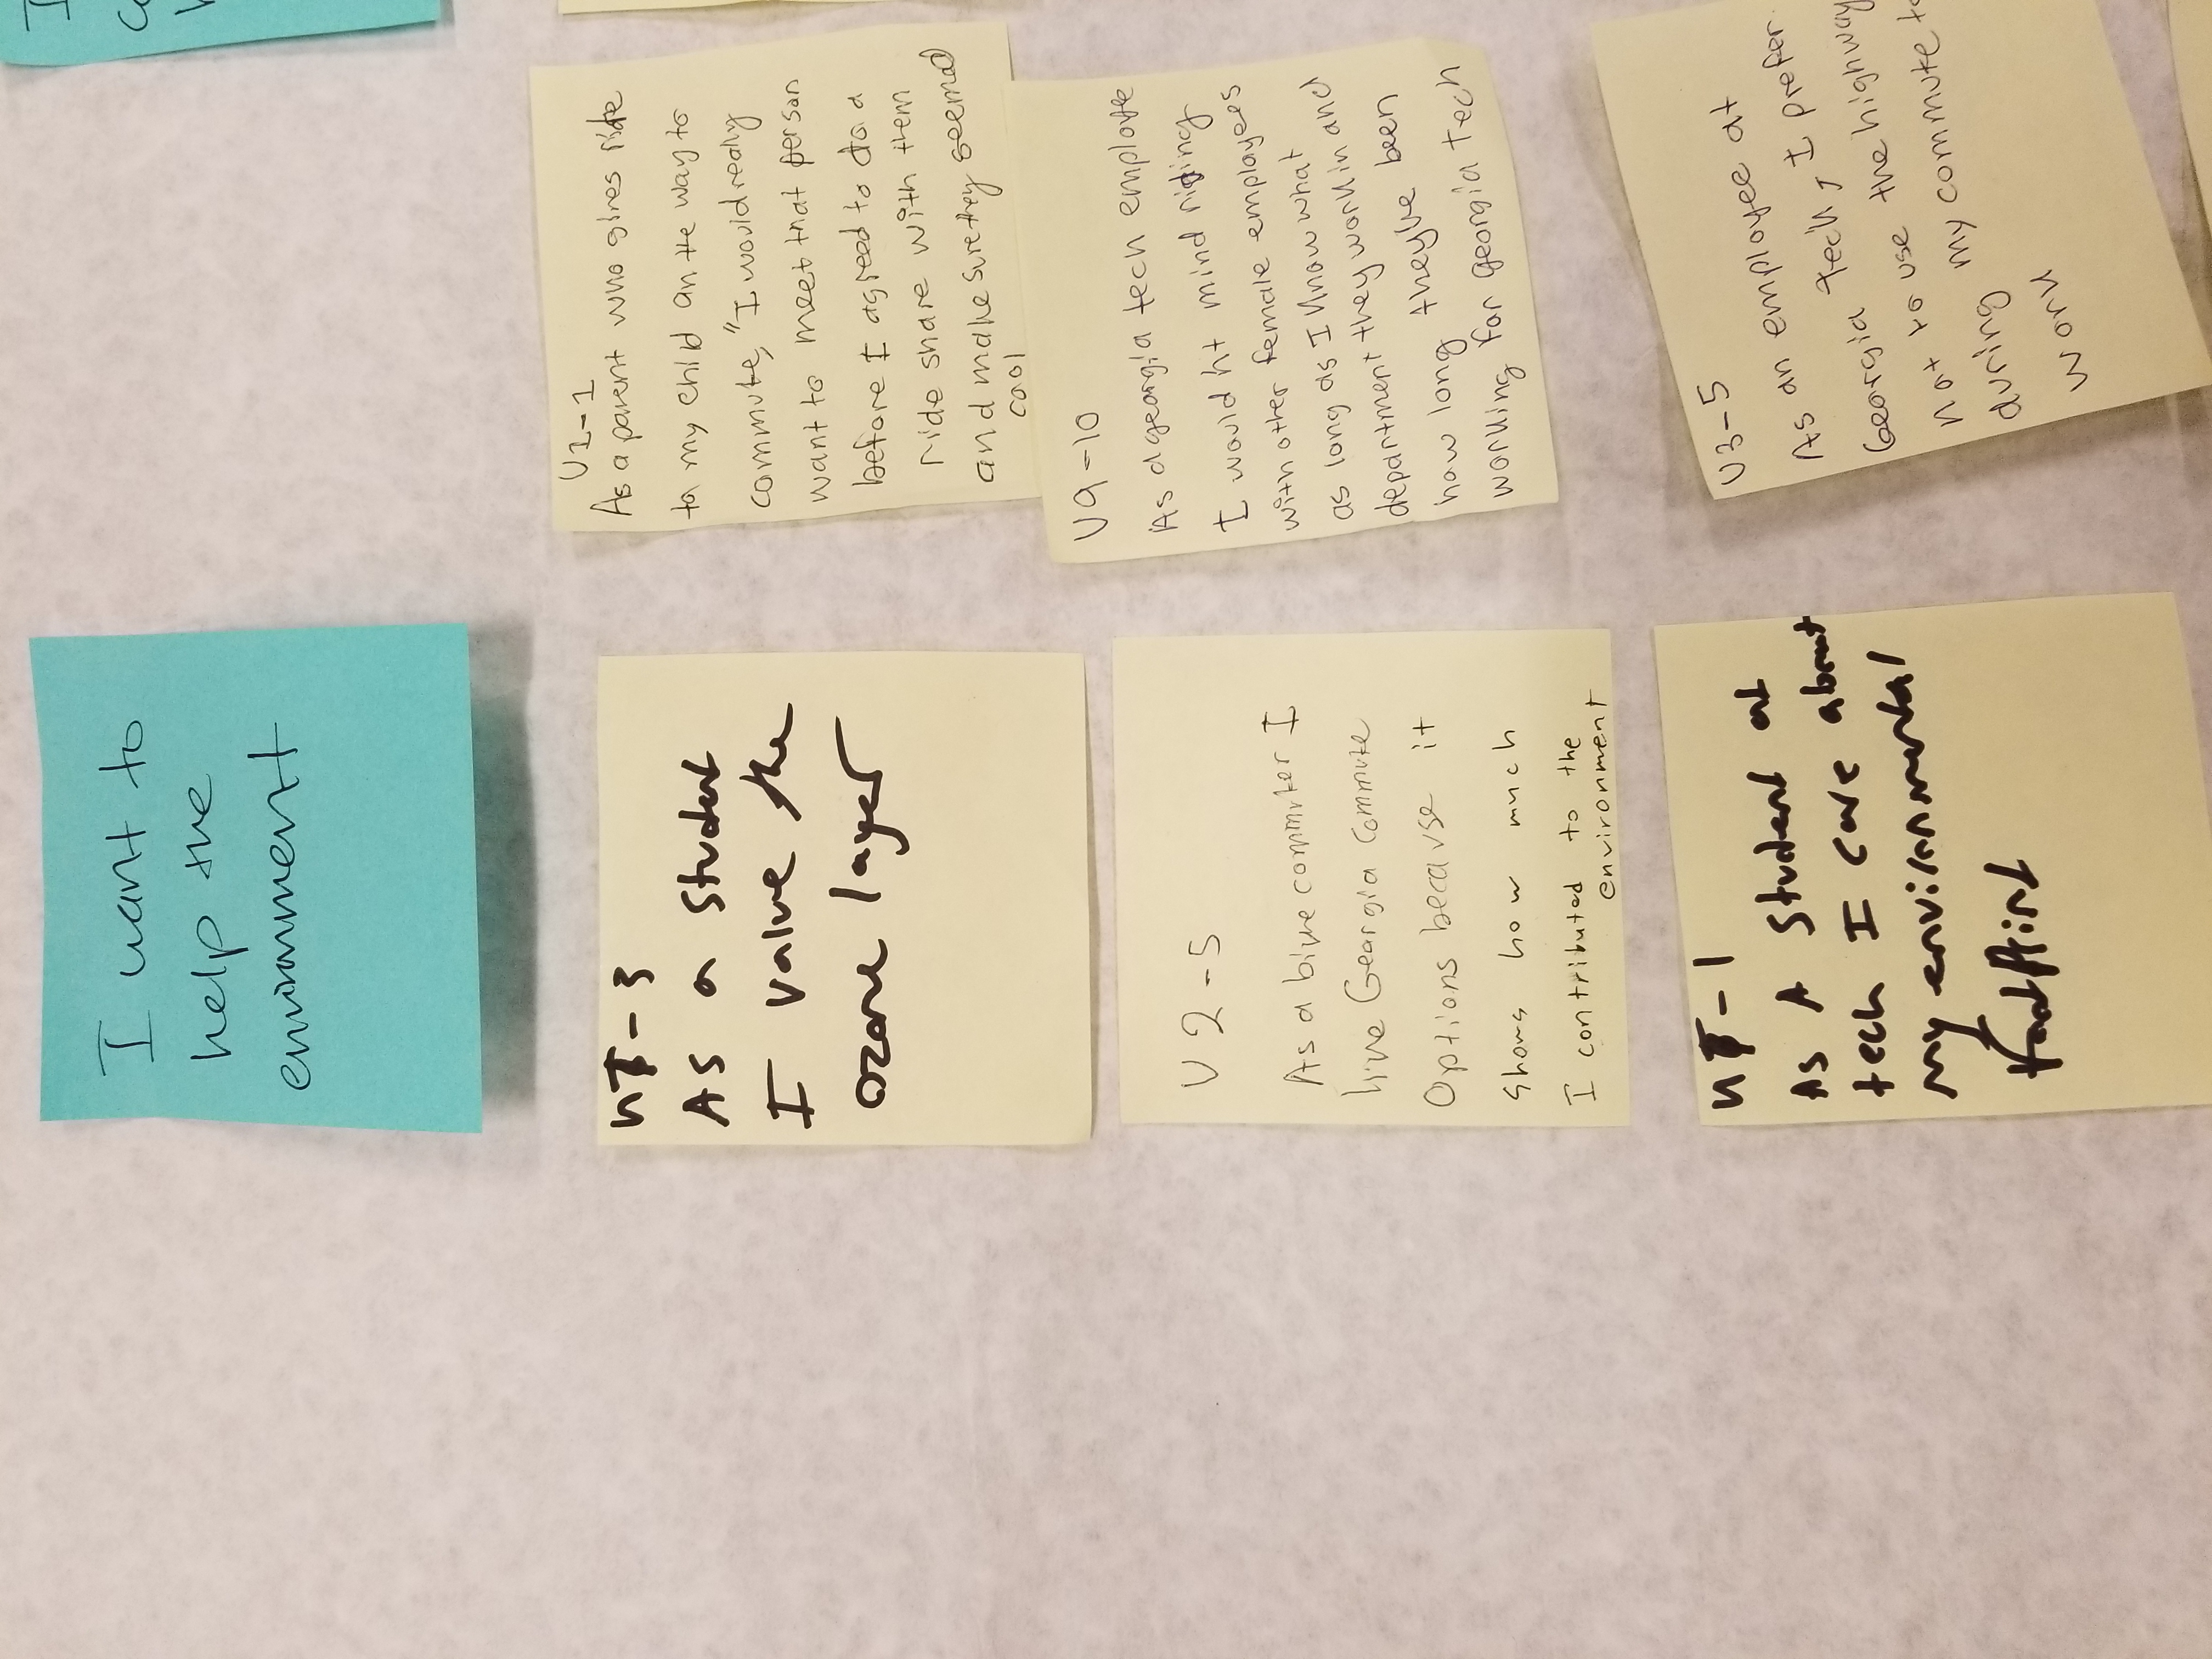 I want to
help the
environment
I
UT-3
As a student
I value the
ozone layer
U2-5
As a bike commuter I
like Georgia commute
Options because it
shows how much
I contributed to the
environment
UT-1
As A Student at
tech I care about
my environmental
footprint
U1-1
As a parent who gives ride
to my child on the way to
commute, "I would really
want to meet that person
before I agreed to do a
ride share with them
and make sure they seemed
cool
U9-10
As a georgia tech employee
I would'nt mind riding
with other female employees
as long as I know what
department they work in and
how long they've been
working for georgia Tech
U3-5
As an employee at
Georgia Tech, I prefer
not to use the highway
during my commute to
work